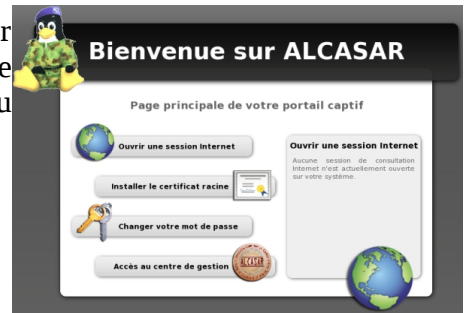 r
e
u
Bienvenue sur ALCASAR
Page principale de votre portail captif
Ouvrir une session Internet
Installer le certificat racine
Changer votre mot de passe
Accès au centre de gestion
ALCASAR
Ouvrir une session Internet
Aucune session de consultation
Internet n'est actuellement ouverte
sur votre système.